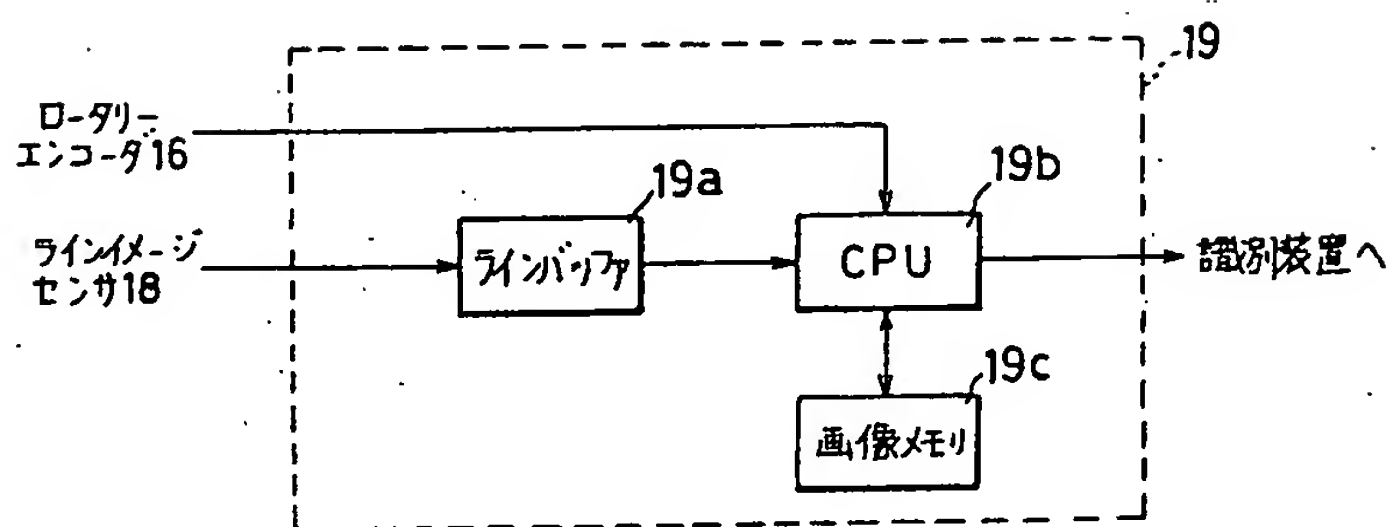 19
ロータリー
エンコーダ16
19a
19b
ラインイメージ
センサ18
ラインバッファ
CPU
識別装置へ
19c
画像メモリ